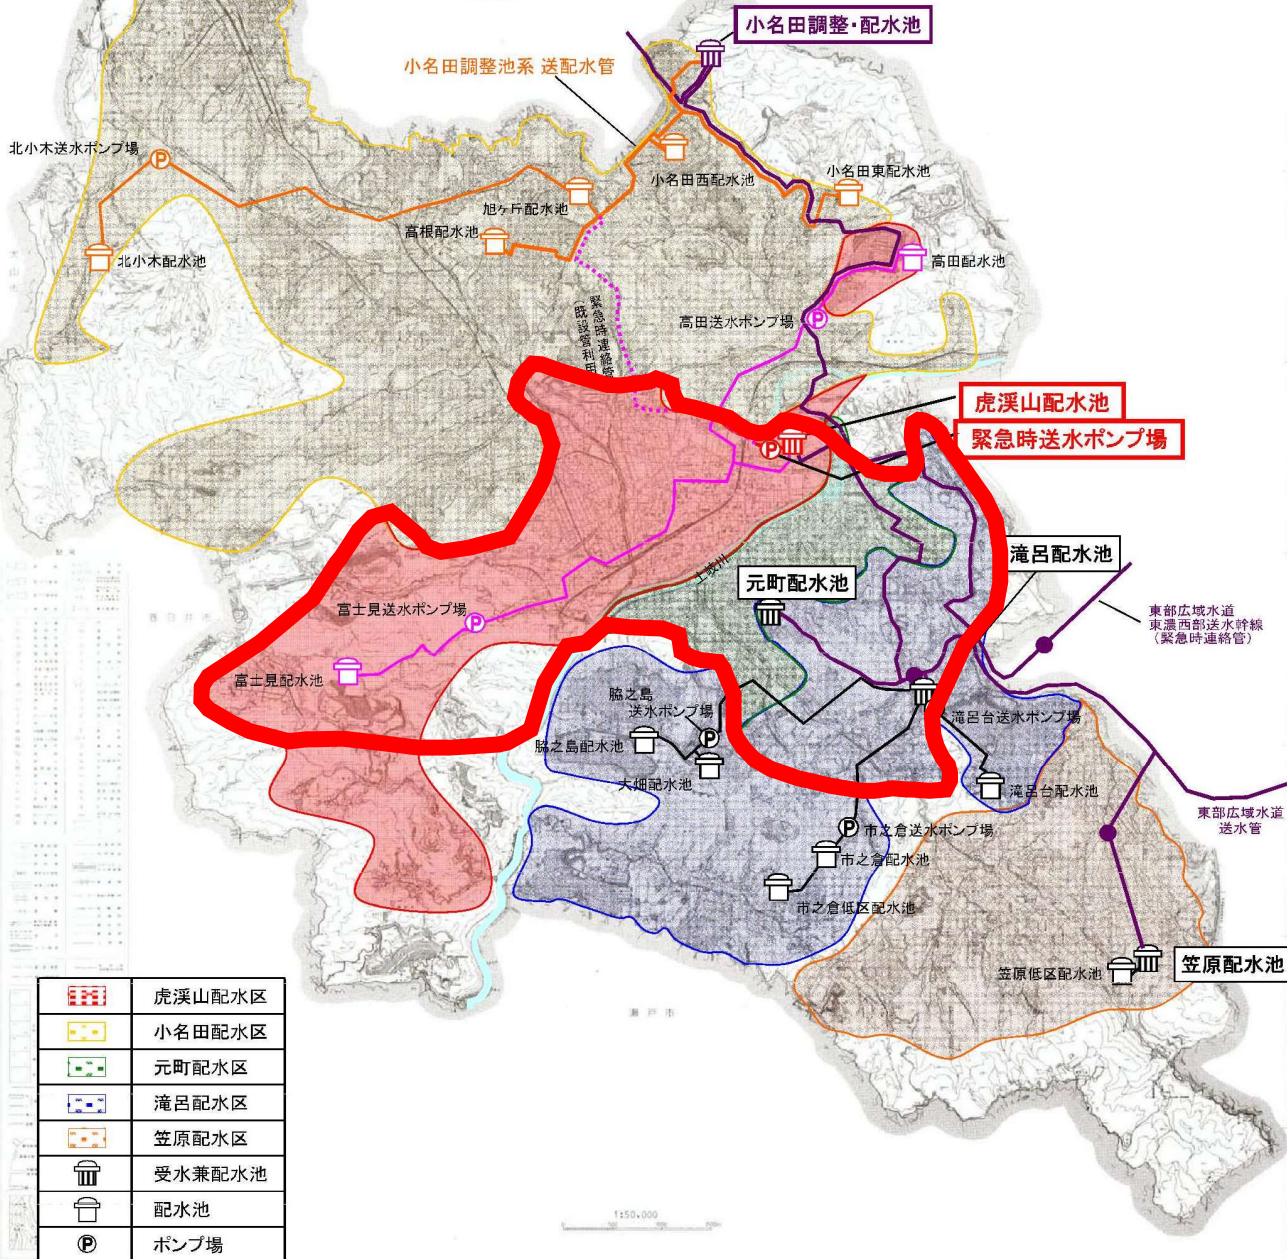 小名田調整・配水池
小名田調整池系 送配水管
北小木送水ポンプ場
小名田西配水池
小名田東配水池
旭ヶ丘配水池
高根配水池
北小木配水池
高田配水池
緊急時連絡管
(既設管利用
高田送水ポンプ場
虎渓山配水池
緊急時送水ポンプ場
滝呂配水池
土岐川
元町配水池
富士見送水ポンプ場
東部広域水道
東濃西部送水幹線
(緊急時連絡管)
富士見配水池
脇之島
送水ポンプ場
滝呂台送水ポンプ場
脇之島配水池
大畑配水池
滝呂台配水池
東部広域水道
送水管
市之倉送水ポンプ場
市之倉配水池
市之倉低区配水池
笠原配水池
笠原低区配水池
瀬戸市
虎渓山配水区
小名田配水区
元町配水区
滝呂配水区
笠原配水区
受水兼配水池
配水池
P ポンプ場
1:50,000